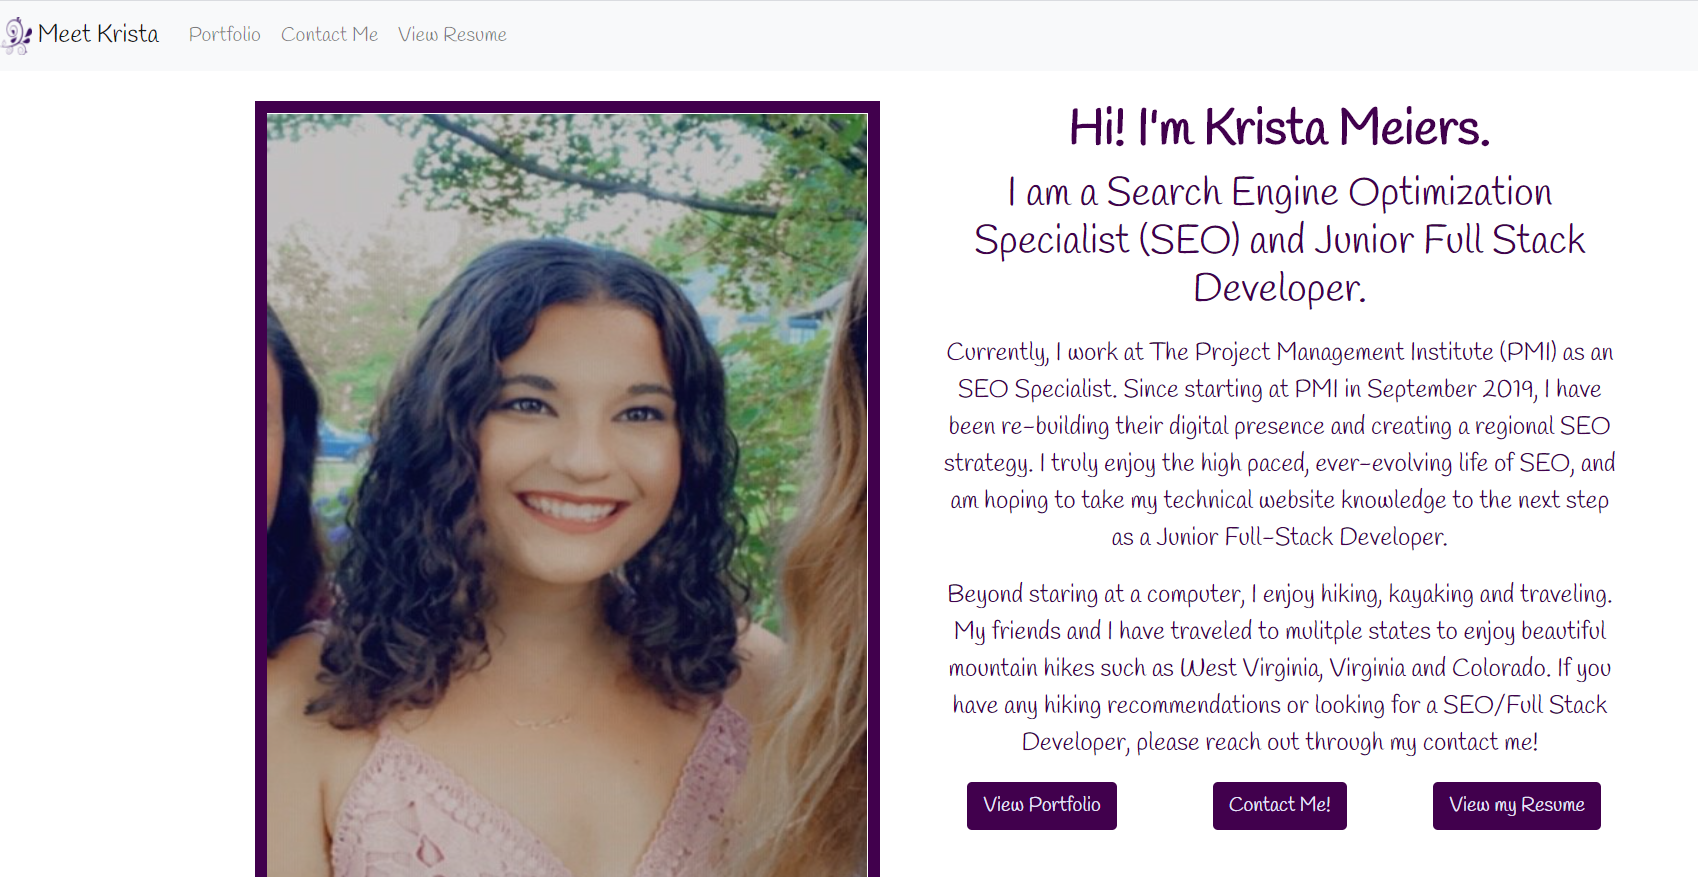 Meet Krista Portfolio Contact Me View Resume
Hi! I'm Krista Meiers.
I am a Search Engine Optimization
Specialist (SEO) and Junior Full Stack
Developer.
Currently, I work at The Project Management Institute (PMI) as an
SEO Specialist. Since starting at PMI in September 2019, I have
been re-building their digital presence and creating a regional SEO
strategy. I truly enjoy the high paced, ever-evolving life of SEO, and
am hoping to take my technical website knowledge to the next step
as a Junior Full-Stack Developer.
Beyond staring at a computer, I enjoy hiking, kayaking and traveling.
My friends and I have traveled to mulitple states to enjoy beautiful
mountain hikes such as West Virginia, Virginia and Colorado. If you
have any hiking recommendations or looking for a SEO/Full Stack
Developer, please reach out through my contact me!
View Portfolio Contact Me! View my Resume